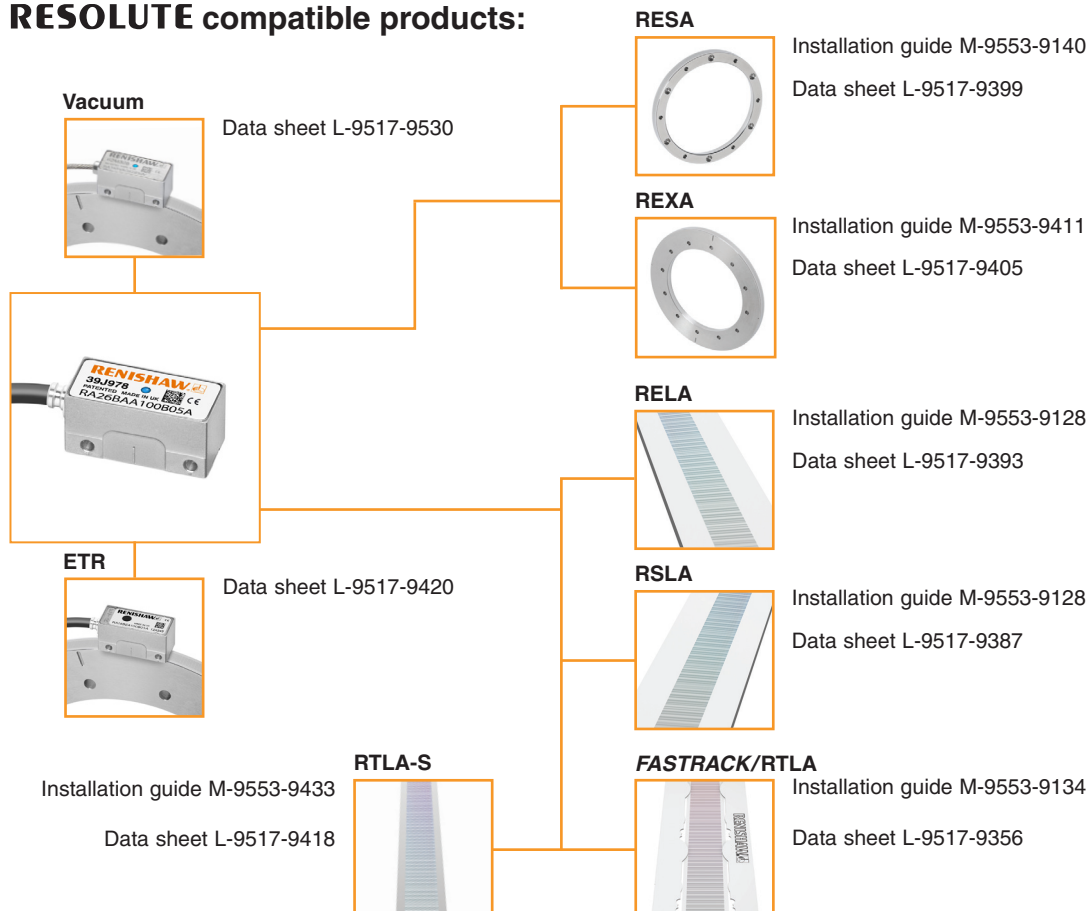 RESOLUTE compatible products:
Vacuum
Data sheet L-9517-9530
RENISHAW
39J978
PATENTED MADE IN UK CE
RA26BAA100B05A
ETR
Data sheet L-9517-9420
RENISHAW
RESA
Installation guide M-9553-9140
Data sheet L-9517-9399
REXA
Installation guide M-9553-9411
Data sheet L-9517-9405
RELA
Installation guide M-9553-9128
Data sheet L-9517-9393
RSLA
Installation guide M-9553-9128
Data sheet L-9517-9387
RTLA-S
Installation guide M-9553-9433
Data sheet L-9517-9418
FASTRACK/RTLA
Installation guide M-9553-9134
Data sheet L-9517-9356
RENISHAW